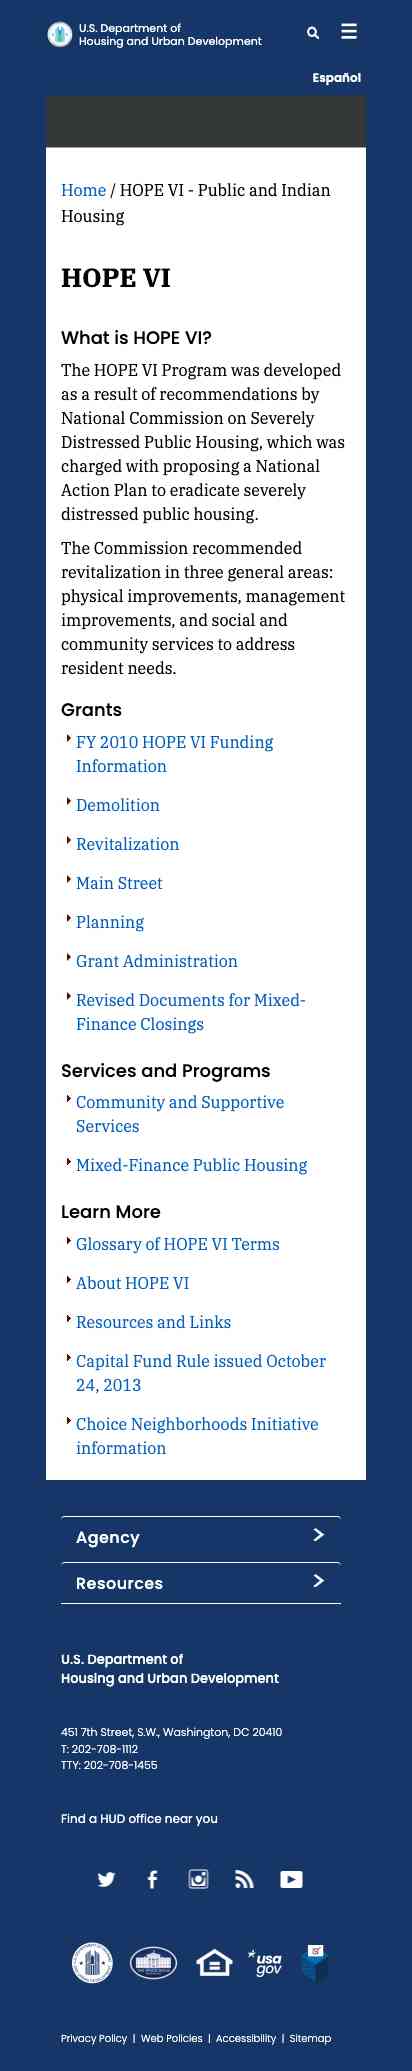 U.S. Department of
Housing and Urban Development
Español
Home / HOPE VI - Public and Indian
Housing
HOPE VI
What is HOPE VI?
The HOPE VI Program was developed
as a result of recommendations by
National Commission on Severely
Distressed Public Housing, which was
charged with proposing a National
Action Plan to eradicate severely
distressed public housing.
The Commission recommended
revitalization in three general areas:
physical improvements, management
improvements, and social and
community services to address
resident needs.
Grants
FY 2010 HOPE VI Funding
Information
Demolition
Revitalization
Main Street
Planning
Grant Administration
Revised Documents for Mixed-
Finance Closings
Services and Programs
Community and Supportive
Services
Mixed-Finance Public Housing
Learn More
Glossary of HOPE VI Terms
About HOPE VI
Resources and Links
Capital Fund Rule issued October
24, 2013
Choice Neighborhoods Initiative
information
Agency
Resources
U.S. Department of
Housing and Urban Development
451 7th Street, S.W., Washington, DC 20410
T: 202-708-1112
TTY: 202-708-1455
Find a HUD office near you
usa
gov
Privacy Policy | Web Policies | Accessibility | Sitemap